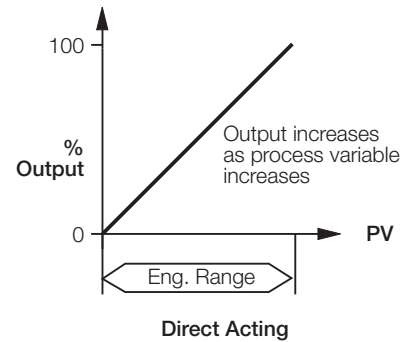 100
%
Output
Output increases
as process variable
increases
0
PV
Eng. Range
Direct Acting